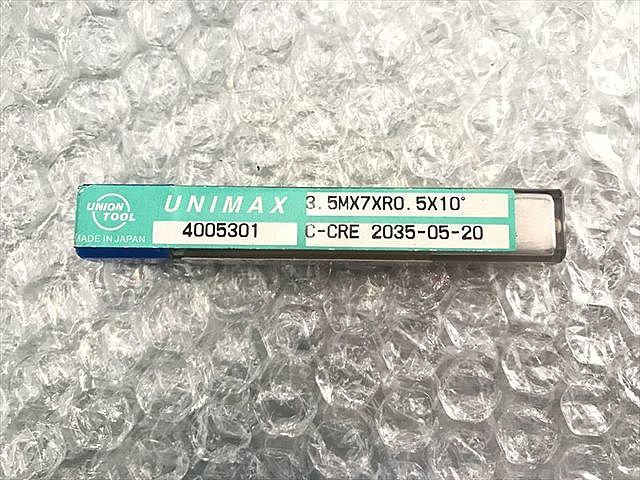 UNION TOOL
MADE IN JAPAN
UNIMAX
4005301
3.5MX7XR0.5X10°
C-CRE 2035-05-20